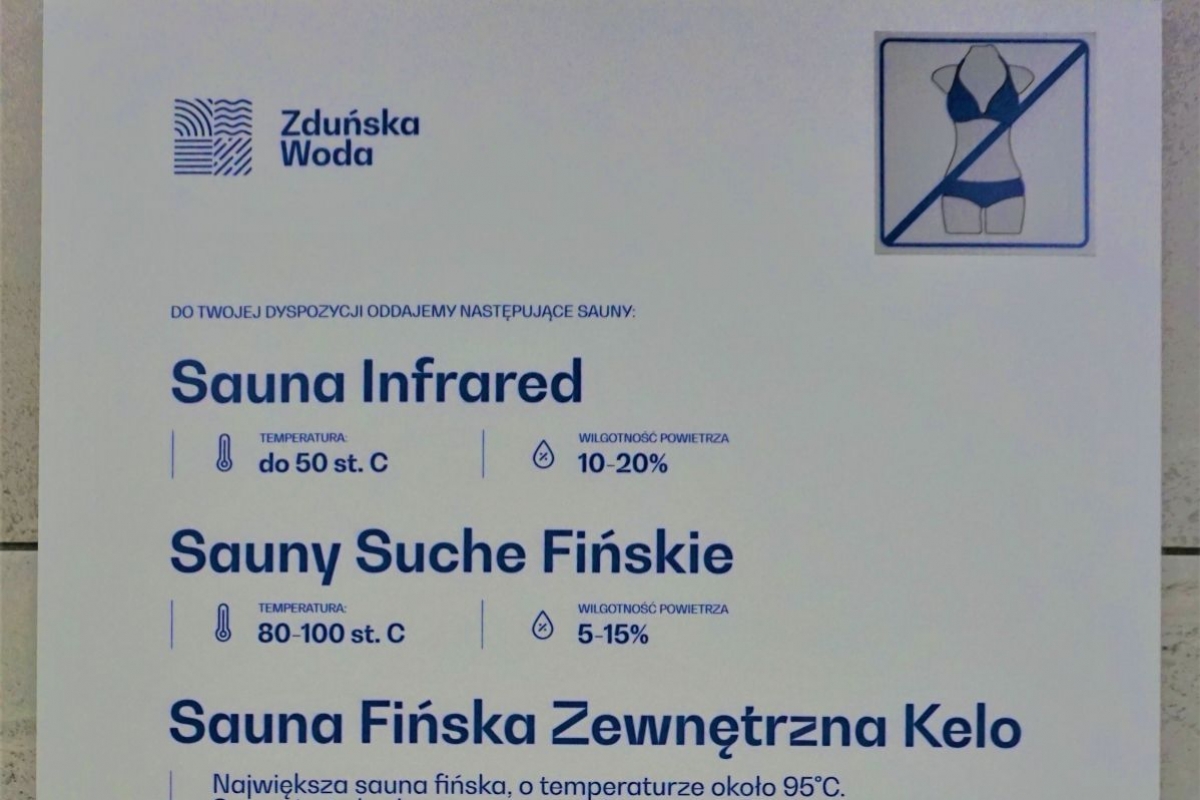 Zduńska
Woda
DO TWOJEJ DYSPOZYCJI ODDAJEMY NASTĘPUJĄCE SAUNY:
Sauna Infrared
TEMPERATURA:
do 50 st. C
WILGOTNOŚĆ POWIETRZA
10-20%
Sauny Suche Fińskie
TEMPERATURA:
80-100 st. C
WILGOTNOŚĆ POWIETRZA
5-15%
Sauna Fińska Zewnętrzna Kelo
Największa sauna fińska, o temperaturze około 95°C.